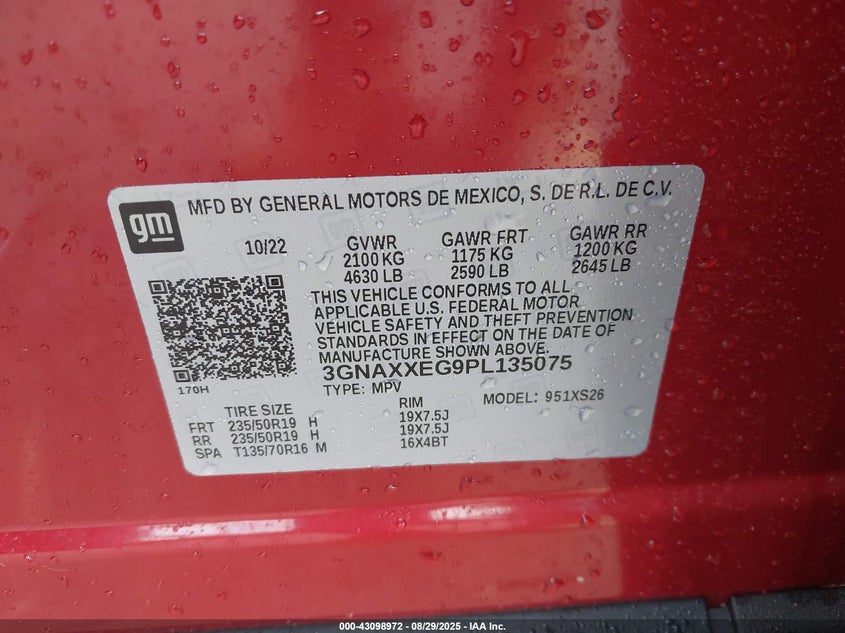 gm
MFD BY GENERAL MOTORS DE MEXICO, S. DE R.L. DE C.V.
10/22 GVWR GAWR FRT GAWR RR
2100 KG 1175 KG 1200 KG
4630 LB 2590 LB 2645 LB
THIS VEHICLE CONFORMS TO ALL
APPLICABLE U.S. FEDERAL MOTOR
VEHICLE SAFETY AND THEFT PREVENTION
STANDARDS IN EFFECT ON THE DATE OF
MANUFACTURE SHOWN ABOVE.
3GNAXXEG9PL135075
170H
TYPE: MPV MODEL: 951XS26
TIRE SIZE RIM
FRT 235/50R19 H 19X7.5J
RR 235/50R19 H 19X7.5J
SPA T135/70R16 M 16X4BT
000-43098972 - 08/29/2025 - IAA Inc.